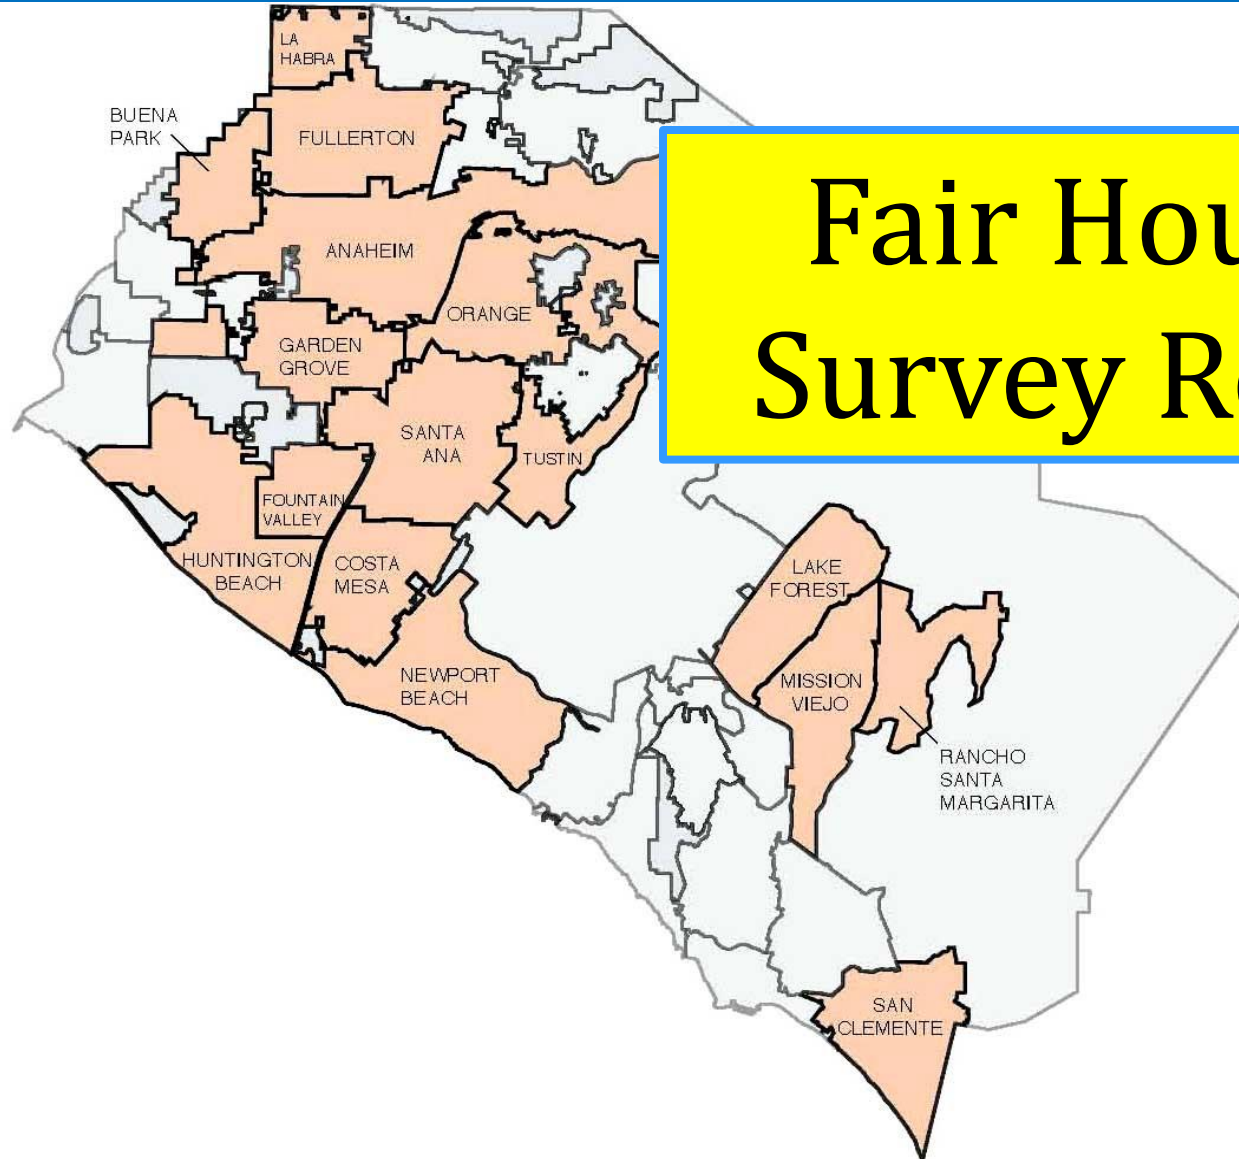 LA
HABRA
BUENA
PARK
FULLERTON
ANAHEIM
ORANGE
GARDEN
GROVE
SANTA
ANA
TUSTIN
FOUNTAIN
VALLEY
HUNTINGTON
BEACH
COSTA
MESA
NEWPORT
BEACH
LAKE
FOREST
MISSION
VIEJO
RANCHO
SANTA
MARGARITA
SAN
CLEMENTE
Fair Hou
Survey Re